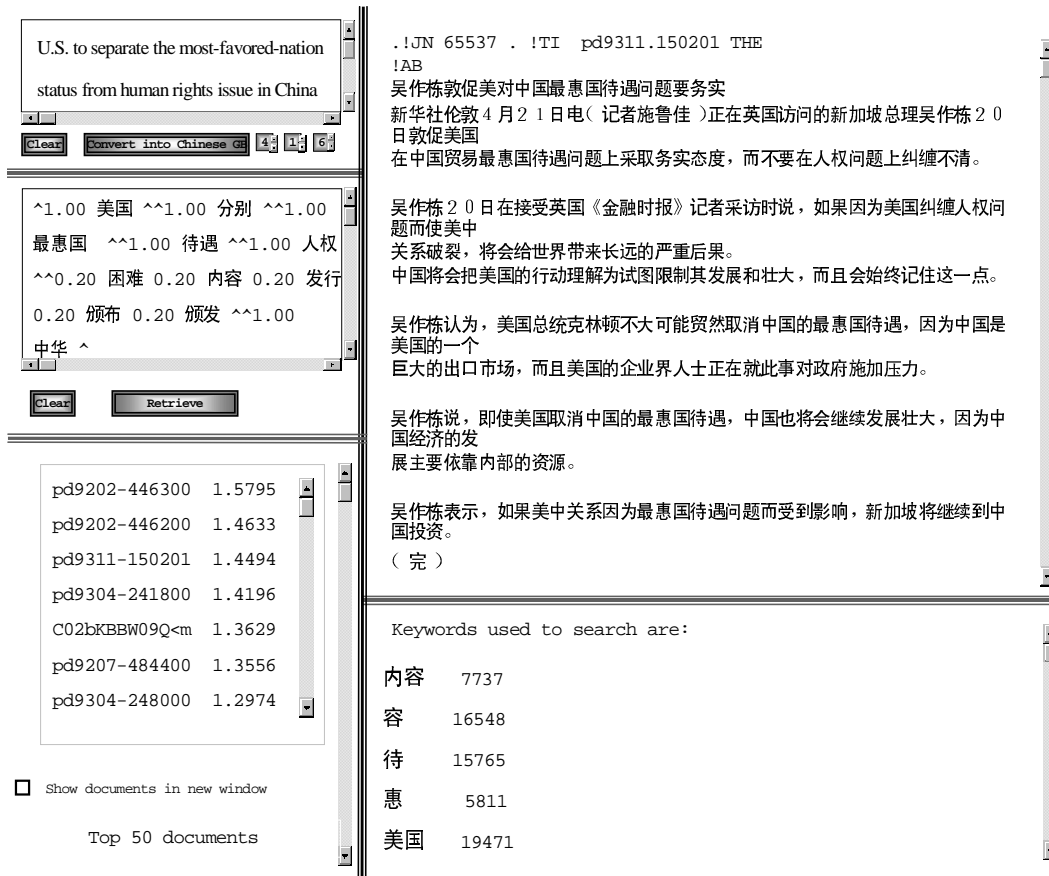 U.S. to separate the most-favored-nation
status from human rights issue in China
Clear Convert into Chinese GB 4 1 6
^1.00 美国 ^^1.00 分别 ^^1.00
最惠国 ^^1.00 待遇 ^^1.00 人权
^^0.20 困难 0.20 内容 0.20 发行
0.20 颁布 0.20 颁发 ^^1.00
中华 ^
Clear Retrieve
pd9202-446300 1.5795
pd9202-446200 1.4633
pd9311-150201 1.4494
pd9304-241800 1.4196
C02bKBBW09Q<m 1.3629
pd9207-484400 1.3556
pd9304-248000 1.2974
Show documents in new window
Top 50 documents
.!JN 65537 . !TI pd9311.150201 THE
!AB
吴作栋敦促美对中国最惠国待遇问题要务实
新华社伦敦4月21日电( 记者施鲁佳 )正在英国访问的新加坡总理吴作栋20
日敦促美国
在中国贸易最惠国待遇问题上采取务实态度，而不要在人权问题上纠缠不清。
吴作栋20日在接受英国《金融时报》记者采访时说，如果因为美国纠缠人权问
题而使美中
关系破裂，将会给世界带来长远的严重后果。
中国将会把美国的行动理解为试图限制其发展和壮大，而且会始终记住这一点。
吴作栋认为，美国总统克林顿不大可能贸然取消中国的最惠国待遇，因为中国是
美国的一个
巨大的出口市场，而且美国的企业界人士正在就此事对政府施加压力。
吴作栋说，即使美国取消中国的最惠国待遇，中国也将会继续发展壮大，因为中
国经济的发
展主要依靠内部的资源。
吴作栋表示，如果美中关系因为最惠国待遇问题而受到影响，新加坡将继续到中
国投资。
( 完 )
Keywords used to search are:
内容 7737
容 16548
待 15765
惠 5811
美国 19471